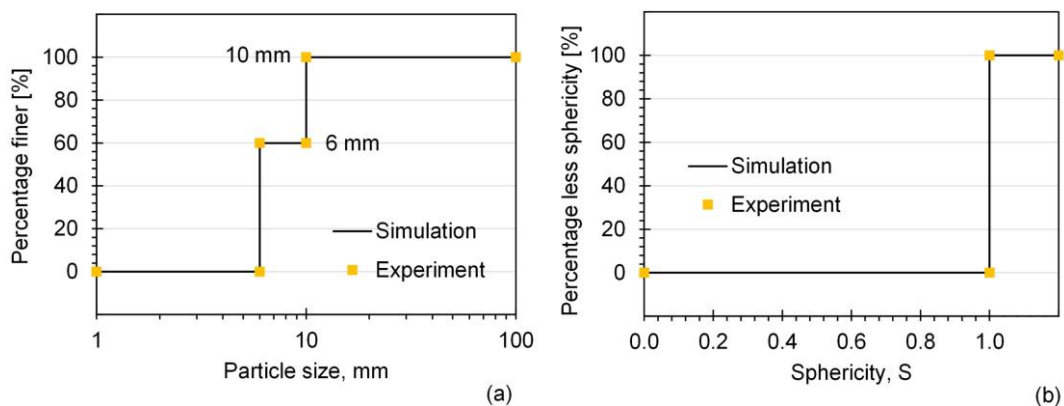 Percentage finer [%]
100
80
60
40
20
0
10 mm
6 mm
Simulation
Experiment
1
10
100
Particle size, mm
(a)
Percentage less sphericity [%]
100
80
60
40
20
0
Simulation
Experiment
0.0
0.2
0.4
0.6
0.8
1.0
Sphericity, S
(b)